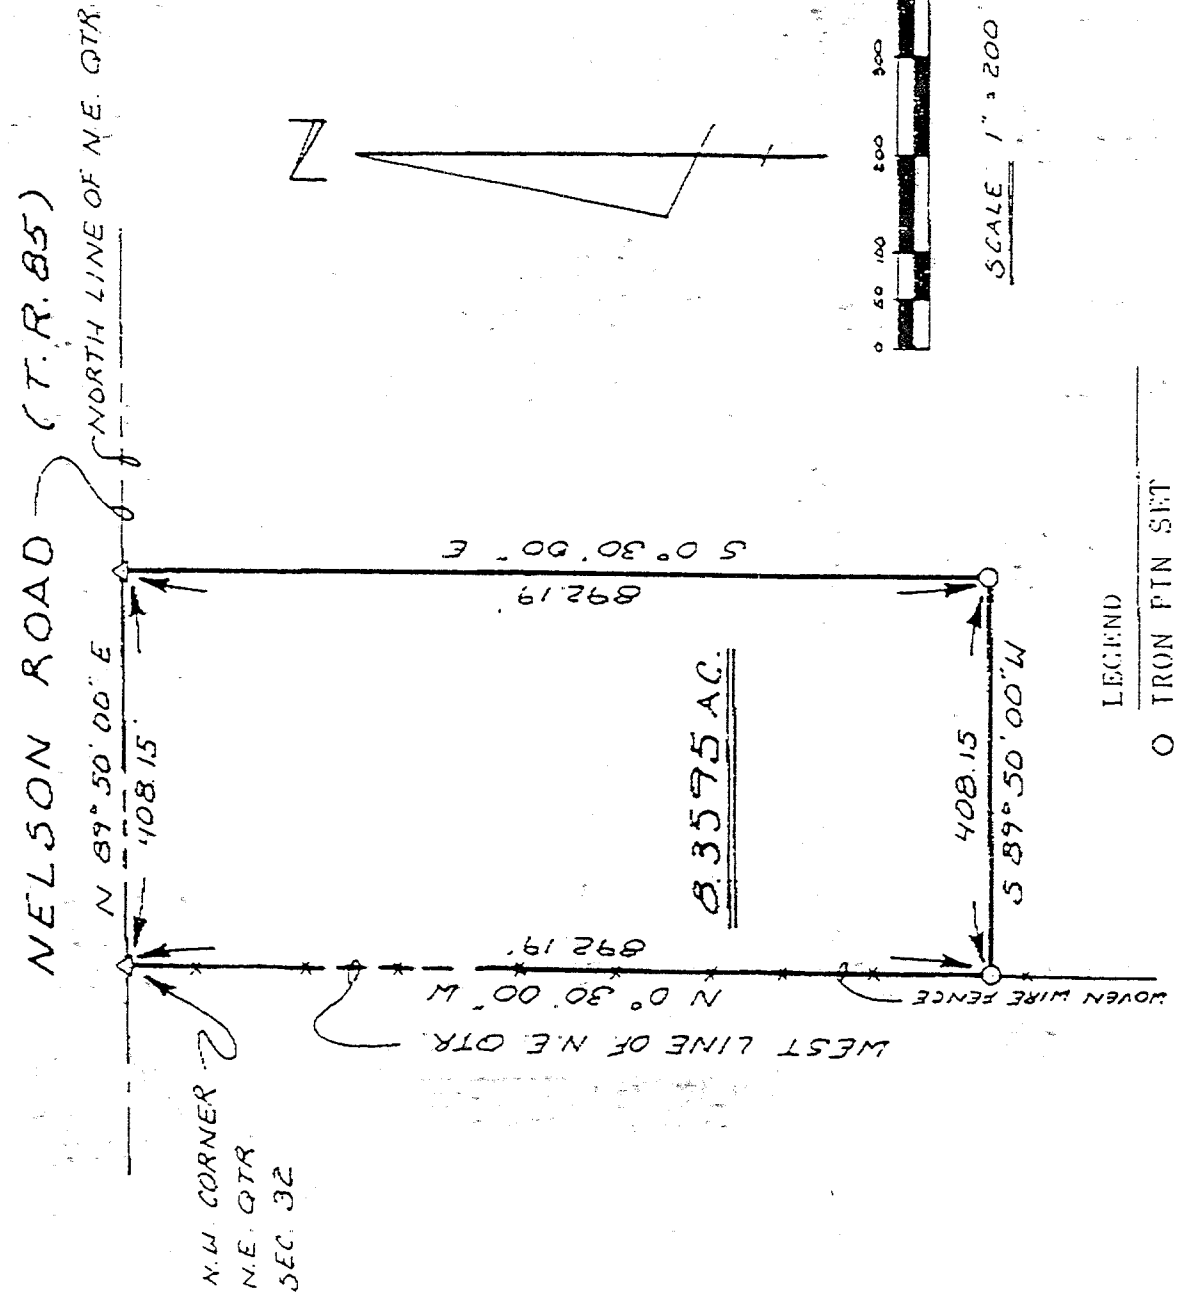 NELSON ROAD (T.R. 85)
NORTH LINE OF N.E. QTR.
N 89° 50' 00" E
408.15'
N.W. CORNER
N.E. QTR.
SEC. 32
WEST LINE OF N.E. QTR.
N 0° 30' 00" W
892.19'
WOVEN WIRE FENCE
8.3595 AC.
S 0° 30' 00" E
892.19'
408.15'
S 89° 50' 00" W
N
0 50 100 200 300
SCALE 1" = 200
LEGEND
O IRON PIN SET